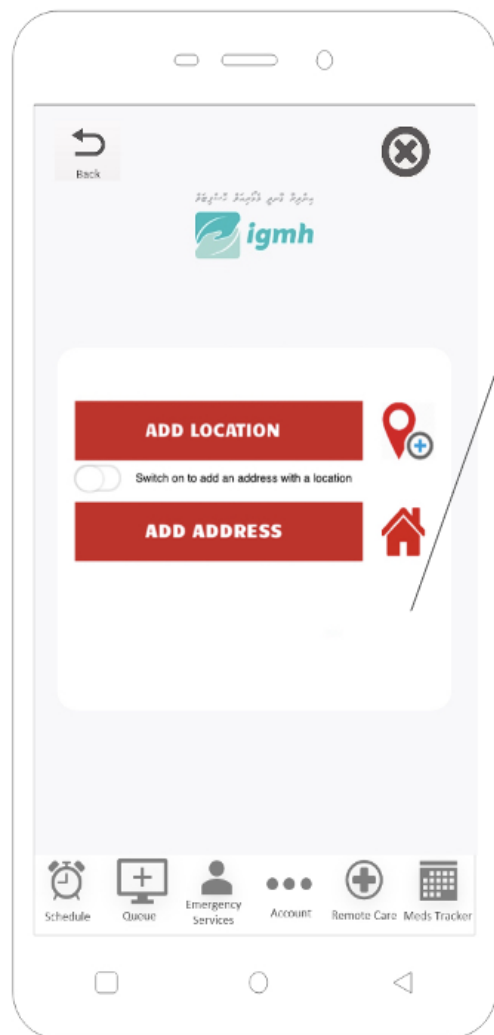 Back
އިންދިރާ ގާންދީ މެމޯރިއަލް ހޮސްޕިޓަލް
igmh
ADD LOCATION
Switch on to add an address with a location
ADD ADDRESS
Schedule
Queue
Emergency
Services
Account
Remote Care
Meds Tracker